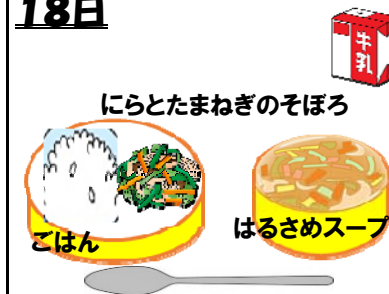 18日
牛乳
にらとたまねぎのそぼろ
ごはん
はるさめスープ